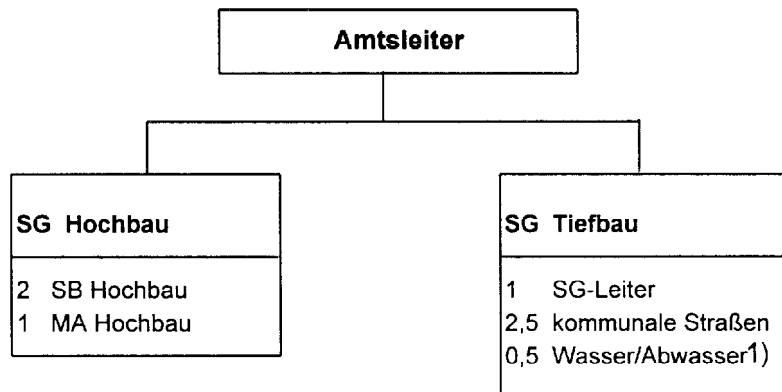 Amtsleiter
SG Hochbau
2 SB Hochbau
1 MA Hochbau
SG Tiefbau
1 SG-Leiter
2,5 kommunale Straßen
0,5 Wasser/Abwasser1)